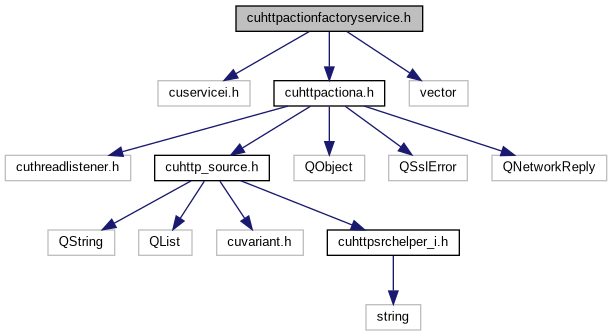 cuhttpactionfactoryservice.h
cuservicei.h
cuhttpactiona.h
vector
cuthreadlistener.h
cuhttp_source.h
QObject
QSslError
QNetworkReply
QString
QList
cuvariant.h
cuhttpsrchelper_i.h
string